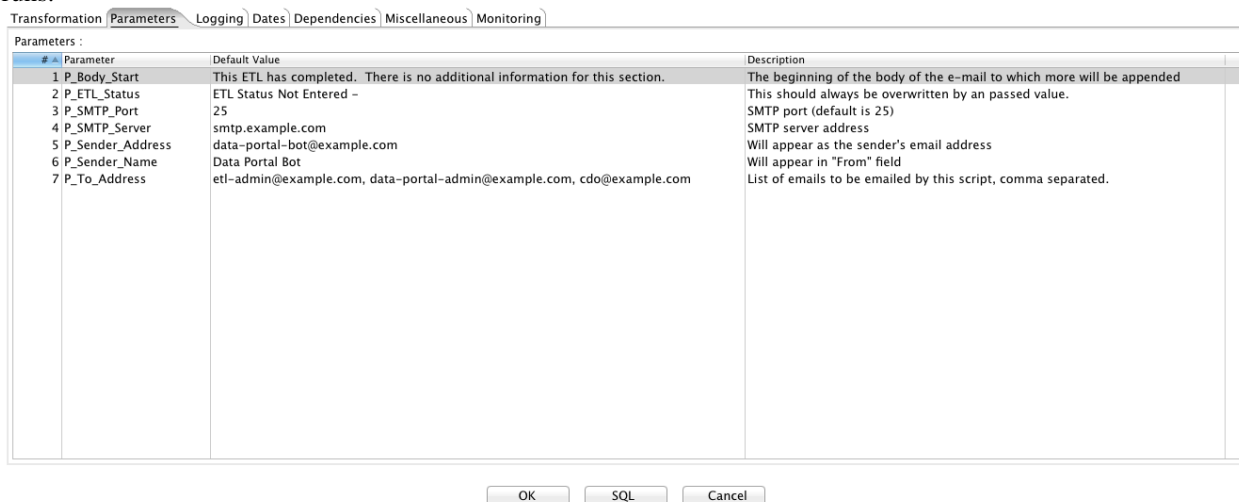 Transformation Parameters Logging Dates Dependencies Miscellaneous Monitoring
Parameters :
# Parameter Default Value Description
1 P_Body_Start This ETL has completed.  There is no additional information for this section. The beginning of the body of the e-mail to which more will be appended
2 P_ETL_Status ETL Status Not Entered – This should always be overwritten by an passed value.
3 P_SMTP_Port 25 SMTP port (default is 25)
4 P_SMTP_Server smtp.example.com SMTP server address
5 P_Sender_Address data-portal-bot@example.com Will appear as the sender's email address
6 P_Sender_Name Data Portal Bot Will appear in "From" field
7 P_To_Address etl-admin@example.com, data-portal-admin@example.com, cdo@example.com List of emails to be emailed by this script, comma separated.
OK SQL Cancel